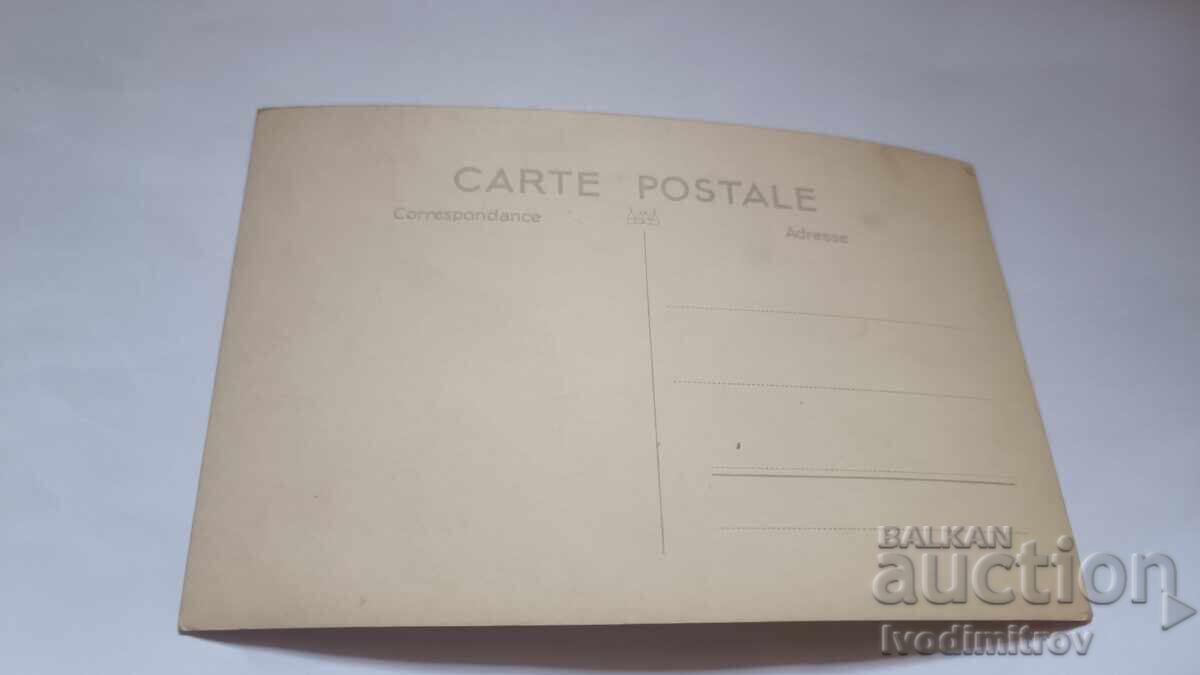 CARTE POSTALE
Correspondance
Adresse
BALKAN
auction
Ivodimitrov